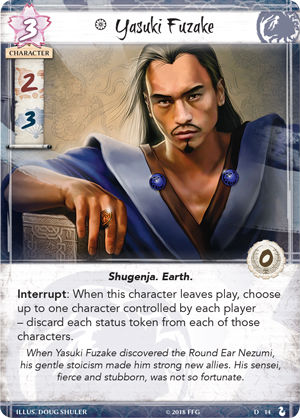 3
Yasuki Fuzake
CHARACTER
2
3
0
Shugenja. Earth.
Interrupt: When this character leaves play, choose
up to one character controlled by each player
– discard each status token from each of those
characters.
When Yasuki Fuzake discovered the Round Ear Nezumi,
his gentle stoicism made him strong new allies. His sensei,
fierce and stubborn, was not so fortunate.
ILLUS. DOUG SHULER © 2018 FFG D 14